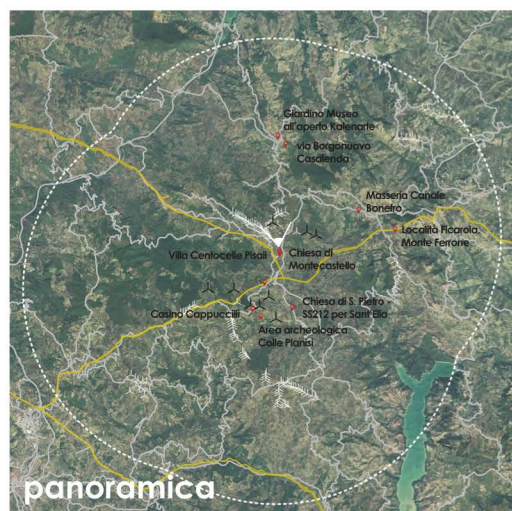 Giardino Museo
all'aperto Kalenarte
via Borgonuovo
Casalenda
Masseria Canale
Bonetro
Località Ficarola,
Monte Ferrone
Villa Centocelle Pisali
Chiesa di
Montecastello
Chiesa di S. Pietro -
SS212 per Sant'Elia
Casino Cappuccilli
Area archeologica
Colle Planisi
panoramica